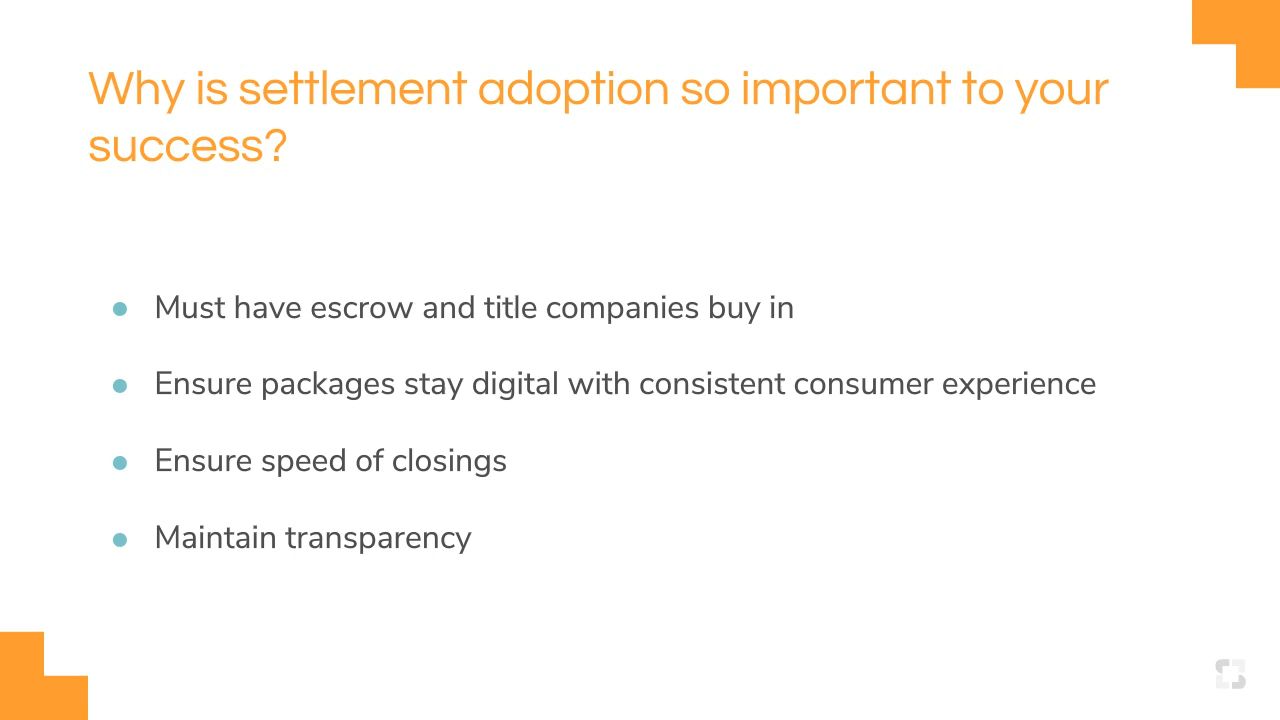 Why is settlement adoption so important to your
success?
● Must have escrow and title companies buy in
● Ensure packages stay digital with consistent consumer experience
● Ensure speed of closings
● Maintain transparency